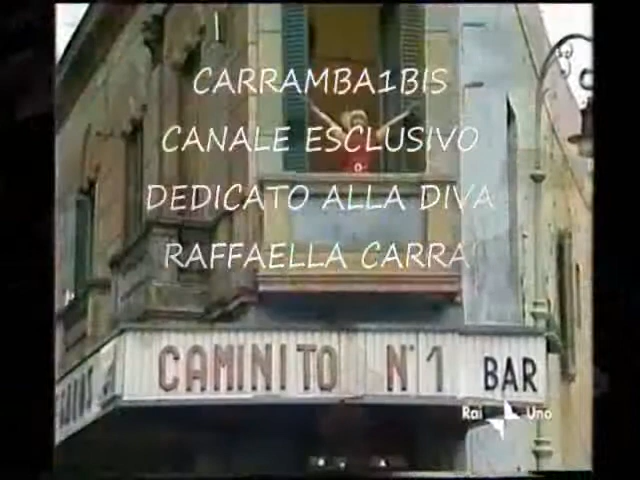 CARRAMBA1BIS
CANALE ESCLUSIVO
DEDICATO ALLA DIVA
RAFFAELLA CARRA'
CAMINITO N°1 BAR
Rai Uno